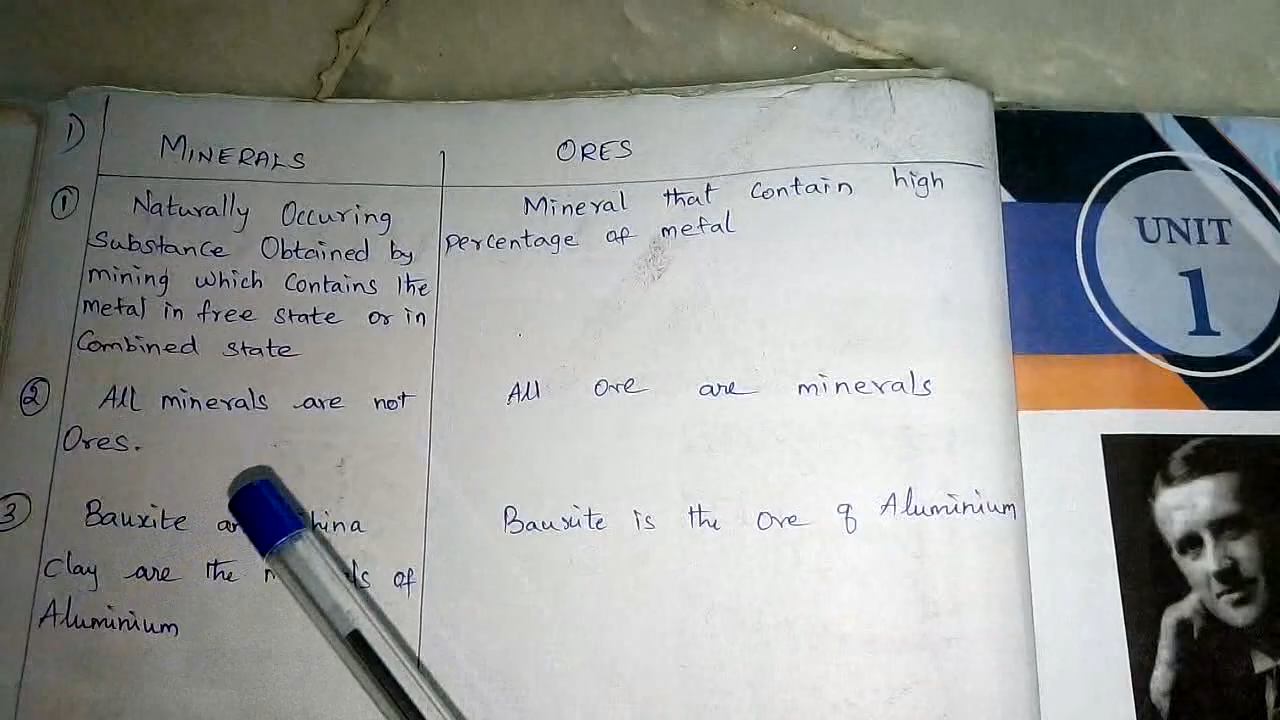 1)
MINERALS
ORES
①
Naturally Occuring
Substance Obtained by
mining which Contains the
metal in free state or in
Combined state
Mineral that contain high
percentage of metal
②
All minerals are not
Ores.
All ore are minerals
3
Bauxite
Clay are the
of
Aluminium
Bauxite is the ore of Aluminium
UNIT
1